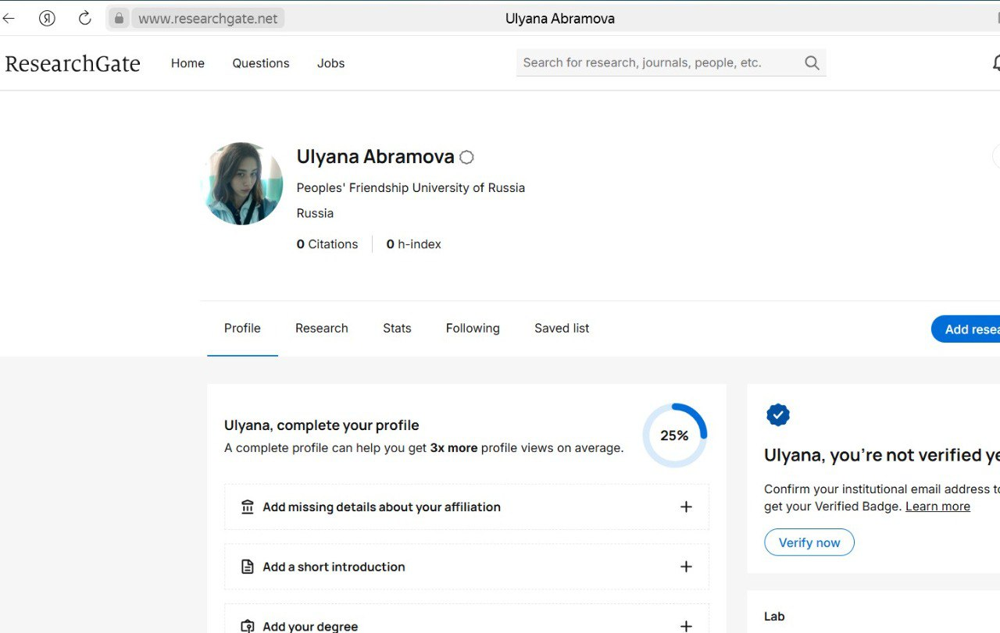 www.researchgate.net
Ulyana Abramova
ResearchGate
Home
Questions
Jobs
Search for research, journals, people, etc.
Ulyana Abramova
Peoples' Friendship University of Russia
Russia
0 Citations
0 h-index
Profile
Research
Stats
Following
Saved list
Add resea
Ulyana, complete your profile
A complete profile can help you get 3x more profile views on average.
25%
Add missing details about your affiliation
Add a short introduction
Add your degree
Ulyana, you're not verified ye
Confirm your institutional email address to
get your Verified Badge. Learn more
Verify now
Lab